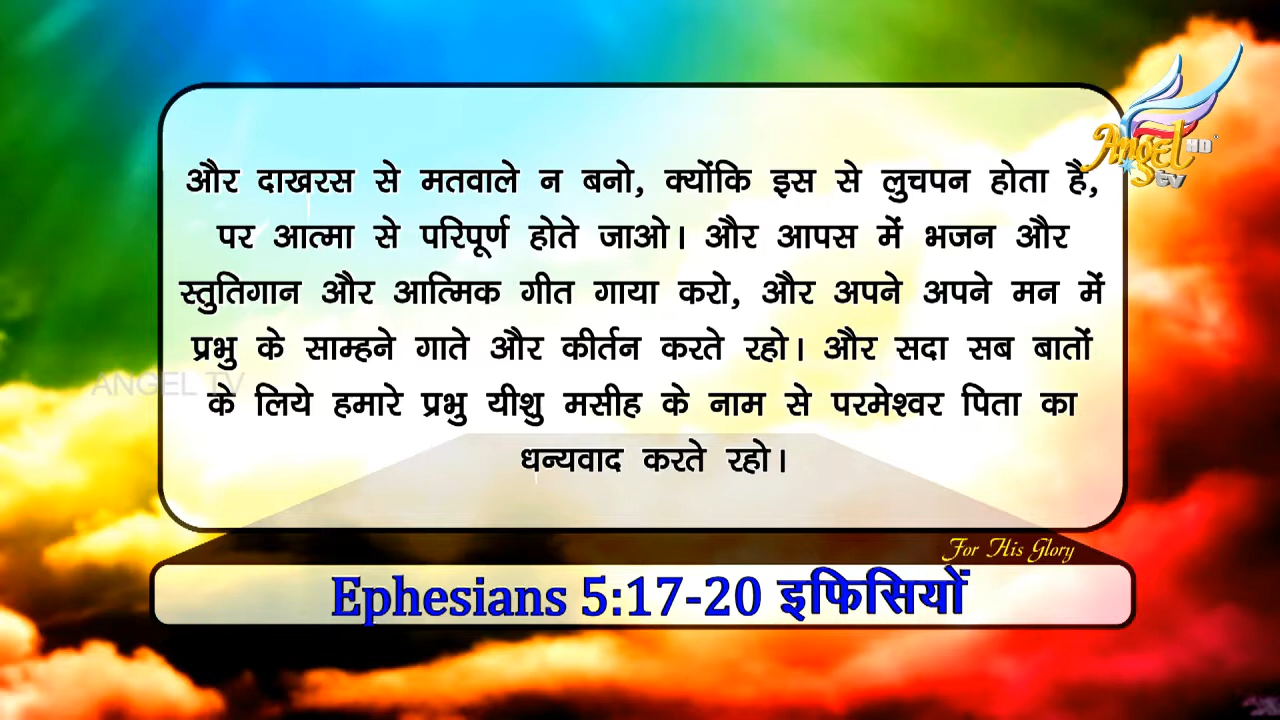 और दाखरस से मतवाले न बनो, क्योंकि इस से लुचपन होता है,
पर आत्मा से परिपूर्ण होते जाओ। और आपस में भजन और
स्तुतिगान और आत्मिक गीत गाया करो, और अपने अपने मन में
प्रभु के साम्हने गाते और कीर्तन करते रहो। और सदा सब बातों
के लिये हमारे प्रभु यीशु मसीह के नाम से परमेश्वर पिता का
धन्यवाद करते रहो।
For His Glory
Ephesians 5:17-20 इफिसियों
Angel HD
tv
ANGEL TV